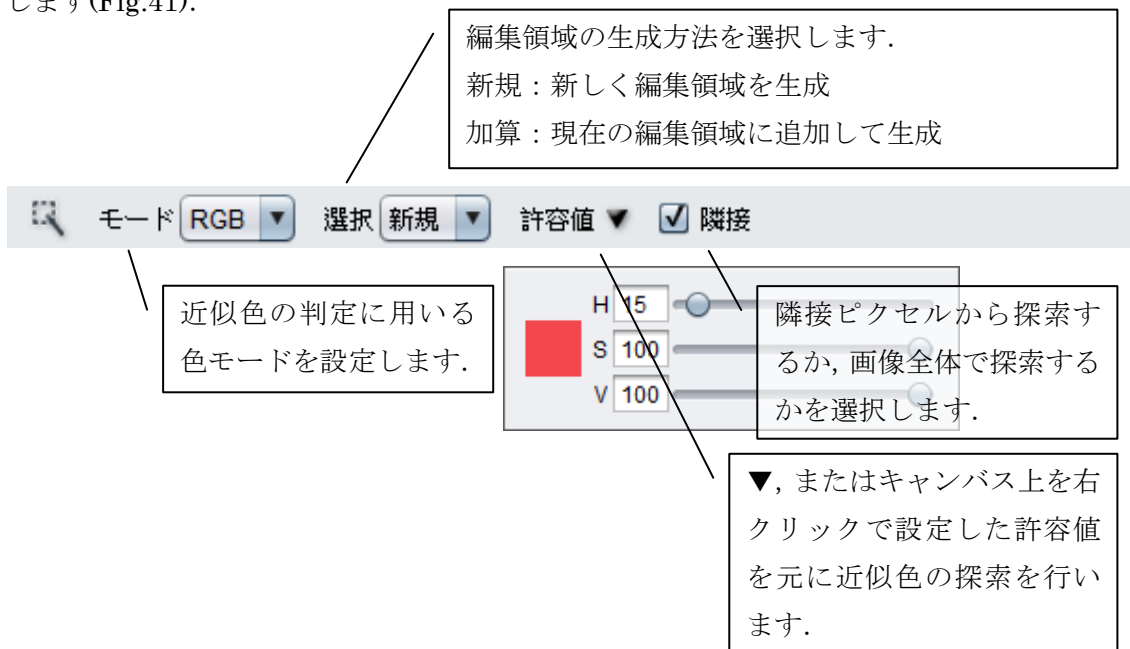 します(Fig.41).
編集領域の生成方法を選択します.
新規:新しく編集領域を生成
加算:現在の編集領域に追加して生成
モード RGB ▼ 選択 新規 ▼ 許容値 ▼ 隣接
近似色の判定に用いる
色モードを設定します.
H 15
S 100
V 100
隣接ピクセルから探索す
るか, 画像全体で探索する
かを選択します.
▼, またはキャンバス上を右
クリックで設定した許容値
を元に近似色の探索を行い
ます.